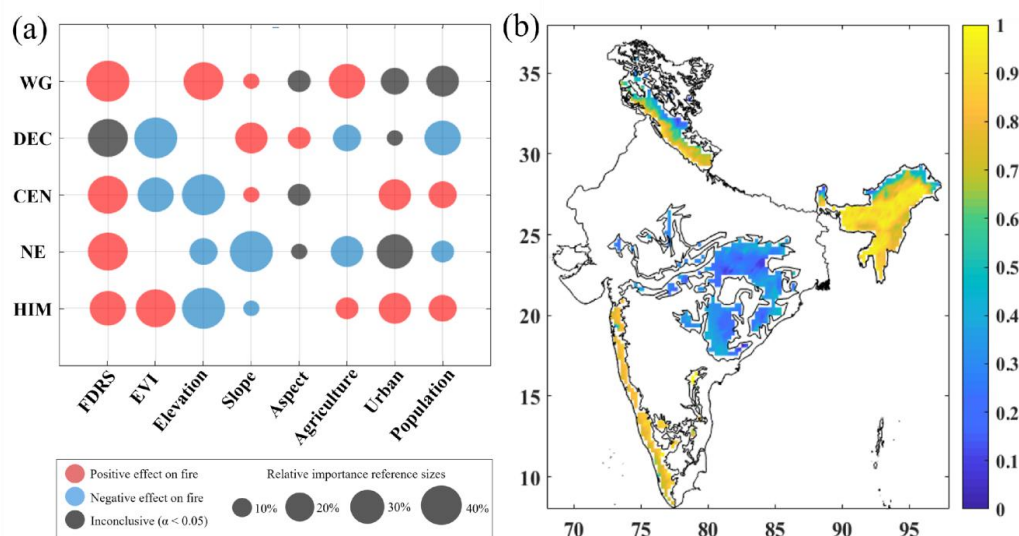 (a)
WG
DEC
CEN
NE
HIM
FDRS
EVI
Elevation
Slope
Aspect
Agriculture
Urban
Population
Positive effect on fire
Negative effect on fire
Inconclusive (α < 0.05)
Relative importance reference sizes
10%
20%
30%
40%
(b)
35
30
25
20
15
10
70
75
80
85
90
95
1
0.9
0.8
0.7
0.6
0.5
0.4
0.3
0.2
0.1
0